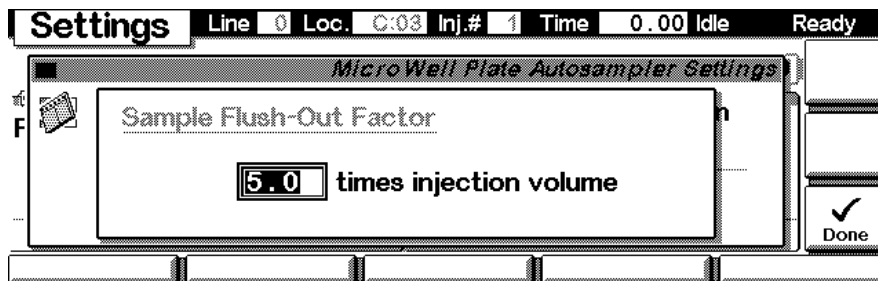 Settings Line 0 Loc. C:03 Inj.# 1 Time 0.00 Idle Ready
MicroWell Plate Autosampler Settings
F
n
Sample Flush-Out Factor
5.0 times injection volume
Done